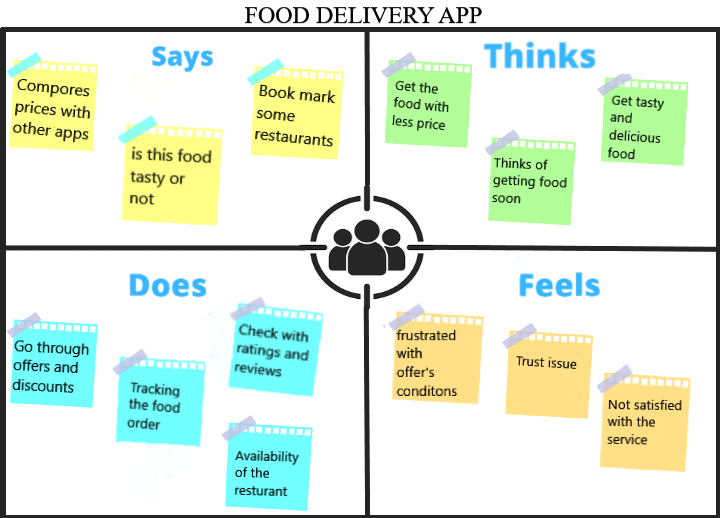 FOOD DELIVERY APP
Says
Compores
prices with
other apps
is this food
tasty or
not
Book mark
some
restaurants
Thinks
Get the
food with
less price
Thinks of
getting food
soon
Get tasty
and
delicious
food
Does
Go through
offers and
discounts
Tracking
the food
order
Check with
ratings and
reviews
Availability
of the
resturant
Feels
frustrated
with
offer's
conditons
Trust issue
Not satisfied
with the
service